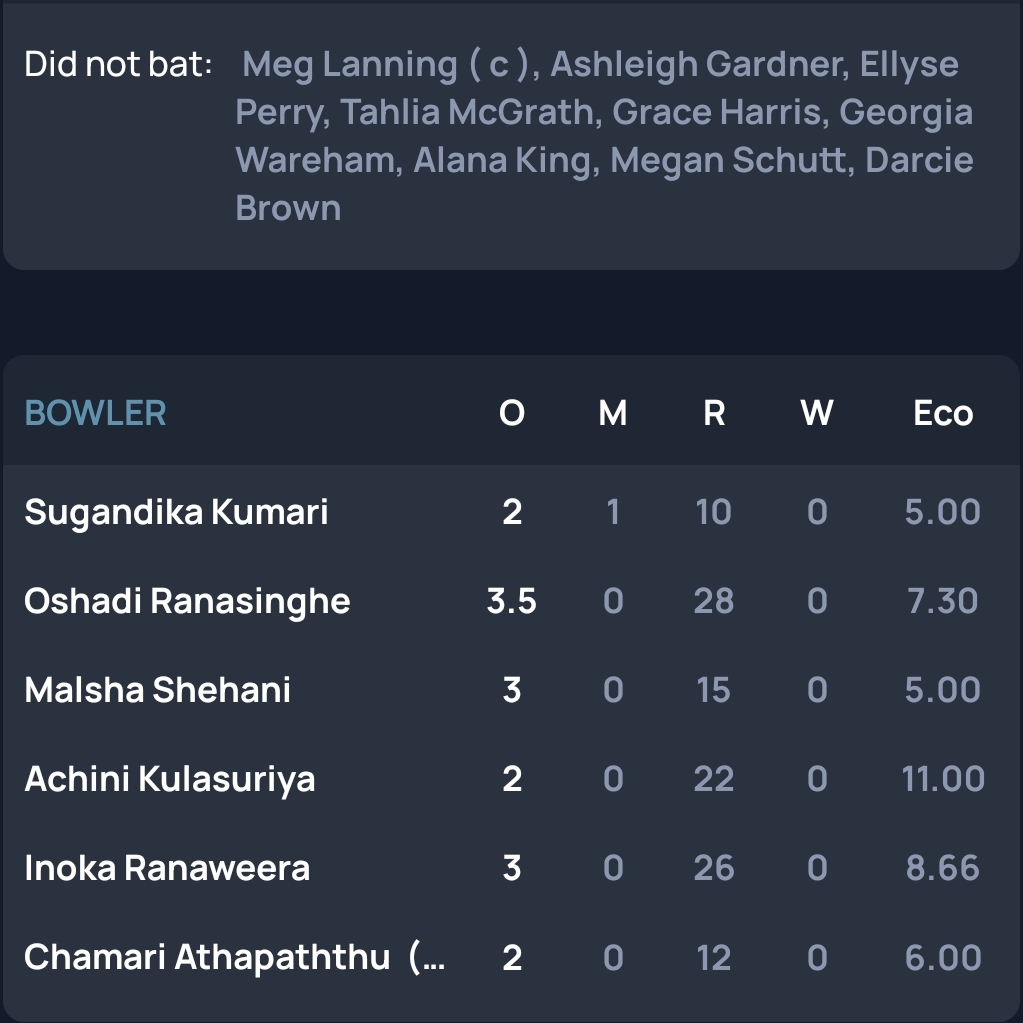 Did not bat: Meg Lanning ( c ), Ashleigh Gardner, Ellyse
Perry, Tahlia McGrath, Grace Harris, Georgia
Wareham, Alana King, Megan Schutt, Darcie
Brown
BOWLER O M R W Eco
Sugandika Kumari 2 1 10 0 5.00
Oshadi Ranasinghe 3.5 0 28 0 7.30
Malsha Shehani 3 0 15 0 5.00
Achini Kulasuriya 2 0 22 0 11.00
Inoka Ranaweera 3 0 26 0 8.66
Chamari Athapaththu (... 2 0 12 0 6.00